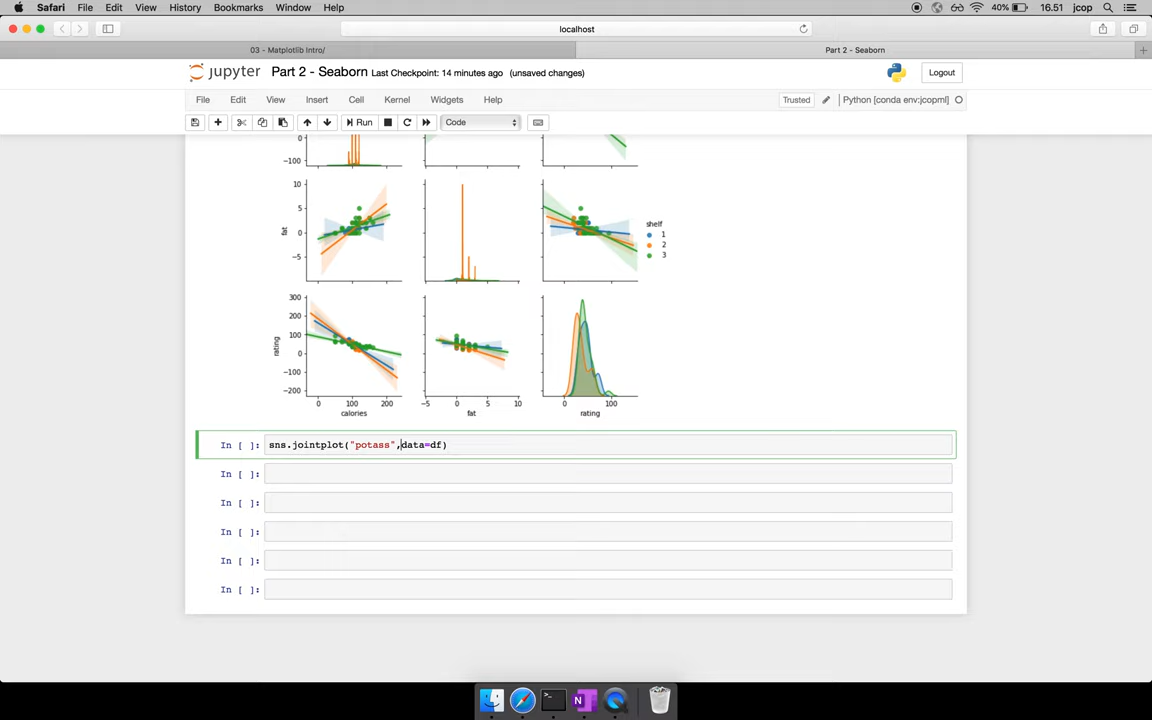 Safari File Edit View History Bookmarks Window Help 40% 16.51 jcop
localhost
03 - Matplotlib Intro/ Part 2 - Seaborn
jupyter Part 2 - Seaborn Last Checkpoint: 14 minutes ago (unsaved changes) Logout
File Edit View Insert Cell Kernel Widgets Help Trusted Python [conda env:jcopml]
Run Code
0
−100
10
5
0
−5
fat
shelf
1
2
3
300
200
100
0
−100
−200
rating
0 100 200 −5 0 5 10 0 100
calories fat rating
In [ ]: sns.jointplot("potass",data=df)
In [ ]:
In [ ]:
In [ ]:
In [ ]:
In [ ]: